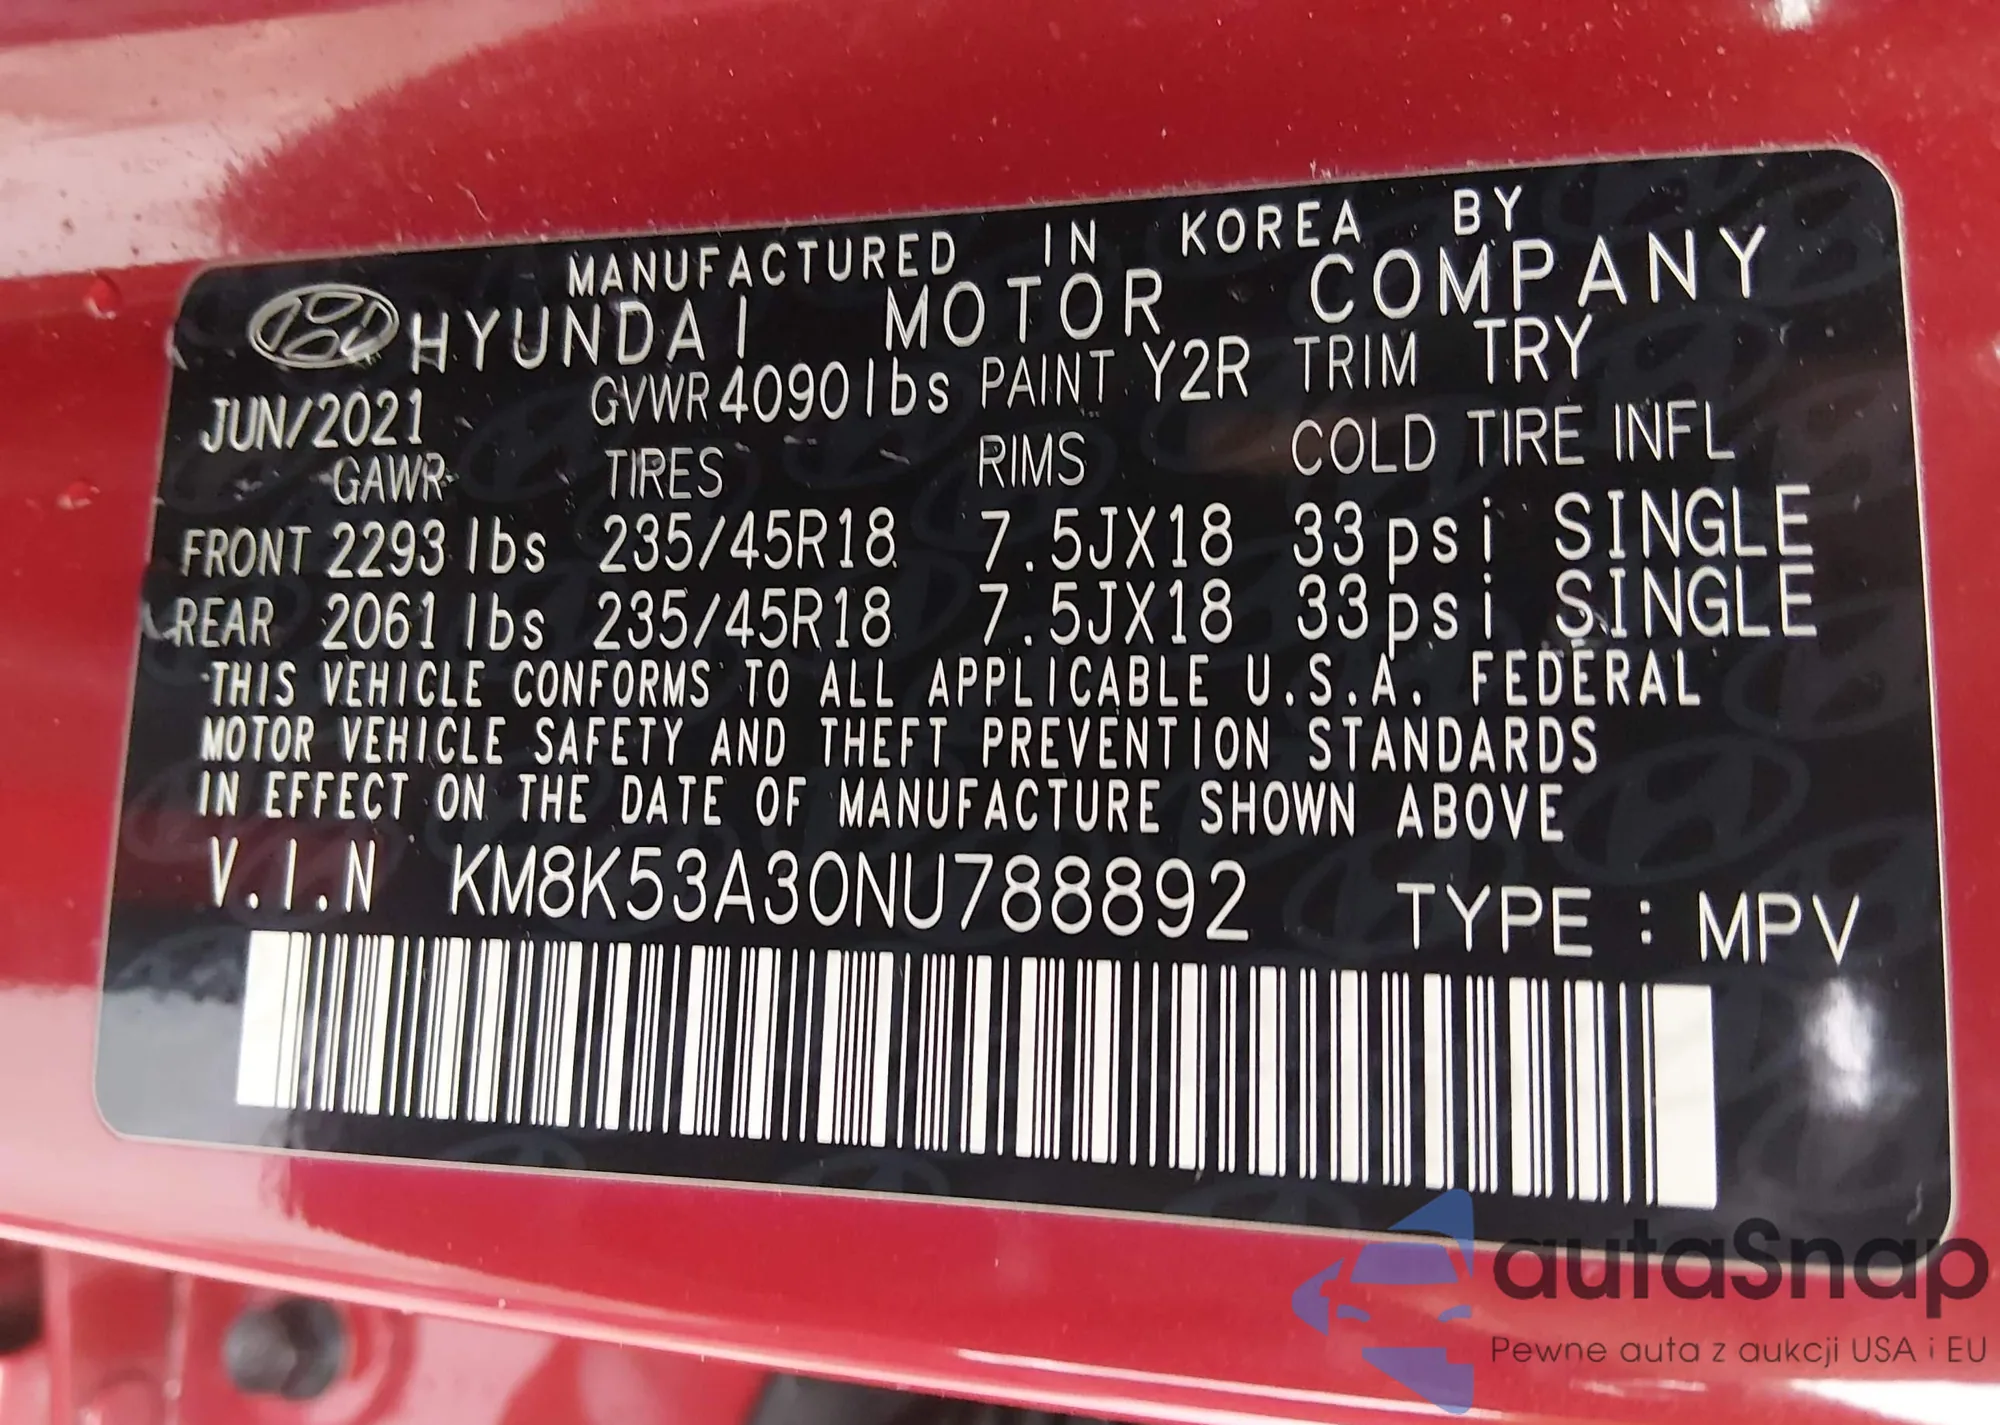 MANUFACTURED IN KOREA BY
HYUNDAI MOTOR COMPANY
JUN/2021 GVWR 4090 lbs PAINT Y2R TRIM TRY
GAWR TIRES RIMS COLD TIRE INFL
FRONT 2293 lbs 235/45R18 7.5JX18 33 psi SINGLE
REAR 2061 lbs 235/45R18 7.5JX18 33 psi SINGLE
THIS VEHICLE CONFORMS TO ALL APPLICABLE U.S.A. FEDERAL
MOTOR VEHICLE SAFETY AND THEFT PREVENTION STANDARDS
IN EFFECT ON THE DATE OF MANUFACTURE SHOWN ABOVE
V.I.N KM8K53A30NU788892 TYPE : MPV
autaSnap
Pewne auta z aukcji USA i EU